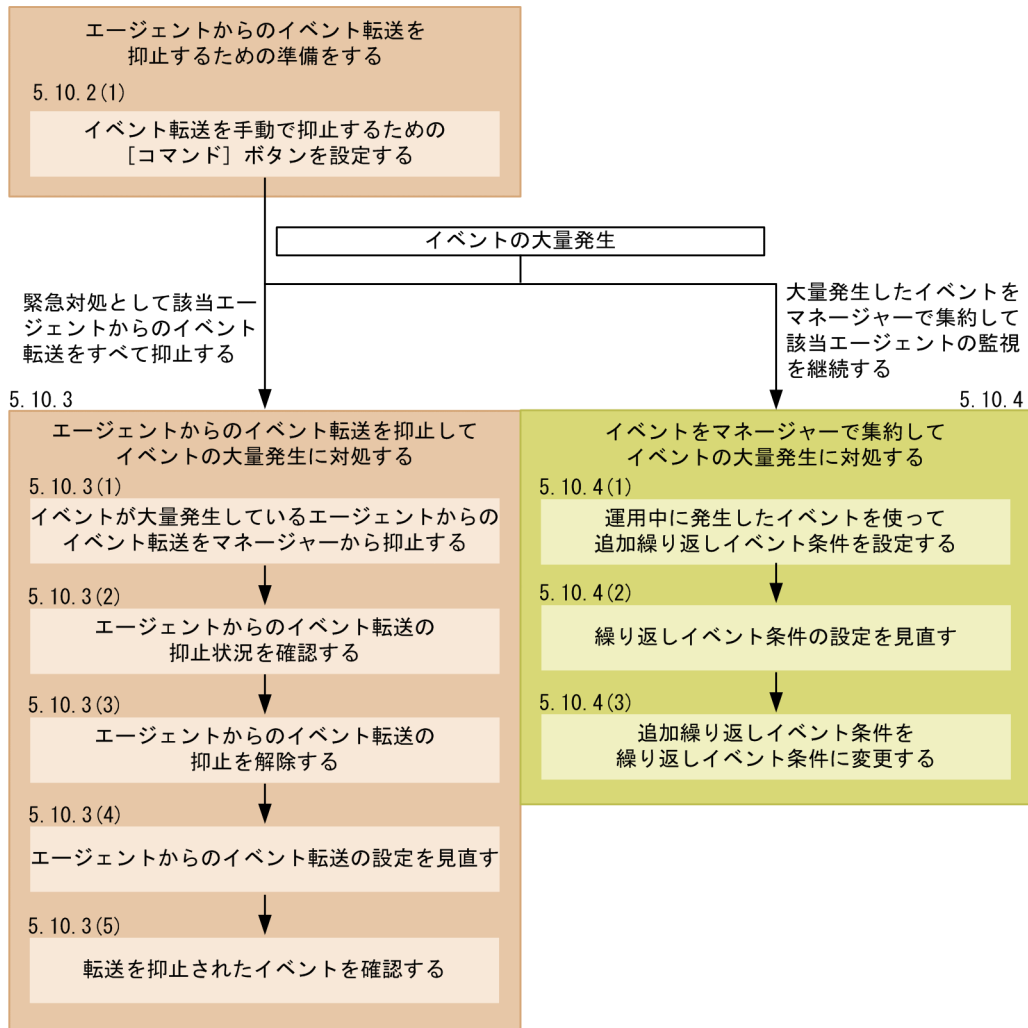 エージェントからのイベント転送を
抑止するための準備をする
5.10.2(1)
イベント転送を手動で抑止するための
［コマンド］ボタンを設定する
イベントの大量発生
緊急対処として該当エー
ジェントからのイベント
転送をすべて抑止する
大量発生したイベントを
マネージャーで集約して
該当エージェントの監視
を継続する
5.10.3
エージェントからのイベント転送を抑止して
イベントの大量発生に対処する
5.10.3(1)
イベントが大量発生しているエージェントからの
イベント転送をマネージャーから抑止する
5.10.3(2)
エージェントからのイベント転送の
抑止状況を確認する
5.10.3(3)
エージェントからのイベント転送の
抑止を解除する
5.10.3(4)
エージェントからのイベント転送の設定を見直す
5.10.3(5)
転送を抑止されたイベントを確認する
5.10.4
イベントをマネージャーで集約して
イベントの大量発生に対処する
5.10.4(1)
運用中に発生したイベントを使って
追加繰り返しイベント条件を設定する
5.10.4(2)
繰り返しイベント条件の設定を見直す
5.10.4(3)
追加繰り返しイベント条件を
繰り返しイベント条件に変更する